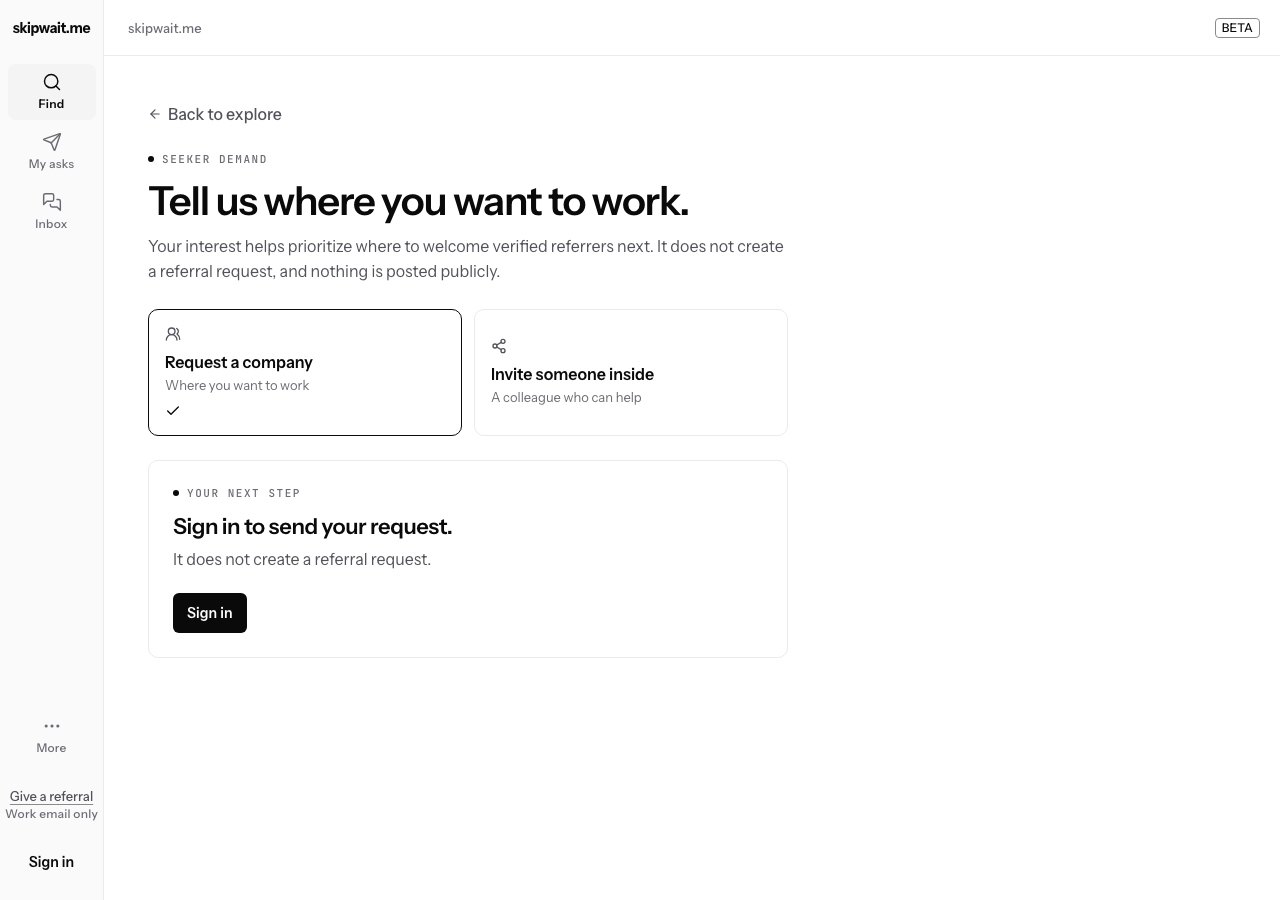 skipwait.me
Find
My asks
Inbox
More
Give a referral
Work email only
Sign in
skipwait.me
BETA
Back to explore
SEEKER DEMAND
Tell us where you want to work.
Your interest helps prioritize where to welcome verified referrers next. It does not create
a referral request, and nothing is posted publicly.
Request a company
Where you want to work
Invite someone inside
A colleague who can help
YOUR NEXT STEP
Sign in to send your request.
It does not create a referral request.
Sign in